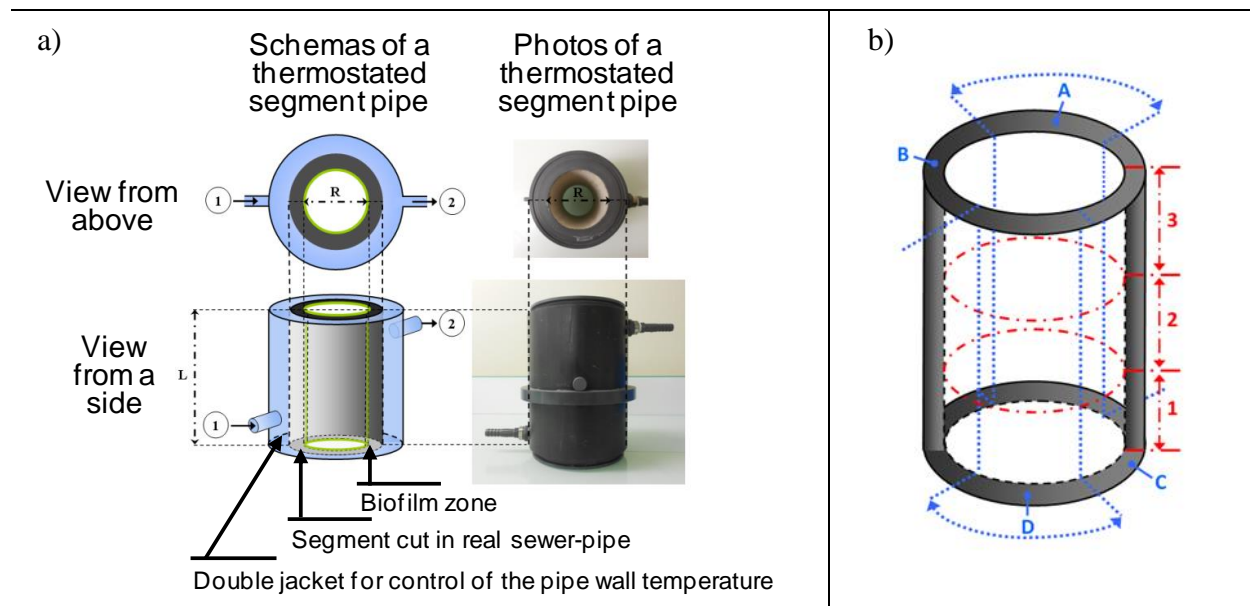 a)
Schemas of a
thermostated
segment pipe
Photos of a
thermostated
segment pipe
View from
above
1
R
2
R
View
from a
side
L
2
1
Biofilm zone
Segment cut in real sewer-pipe
Double jacket for control of the pipe wall temperature
b)
A
B
3
2
1
C
D